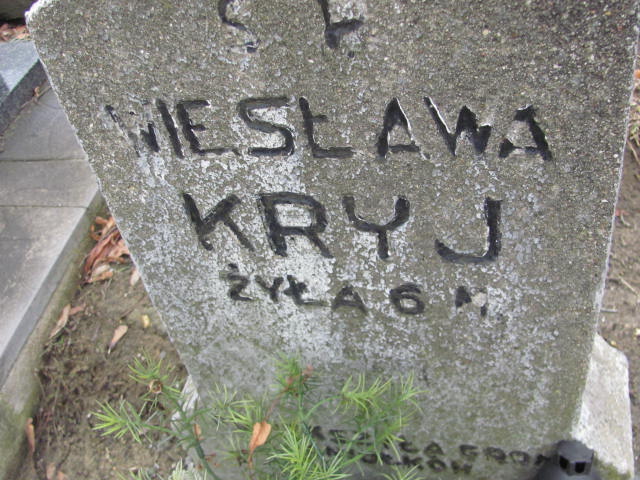 Ś. P.
WIESŁAWA
KRYJ
ŻYŁA 6 M.